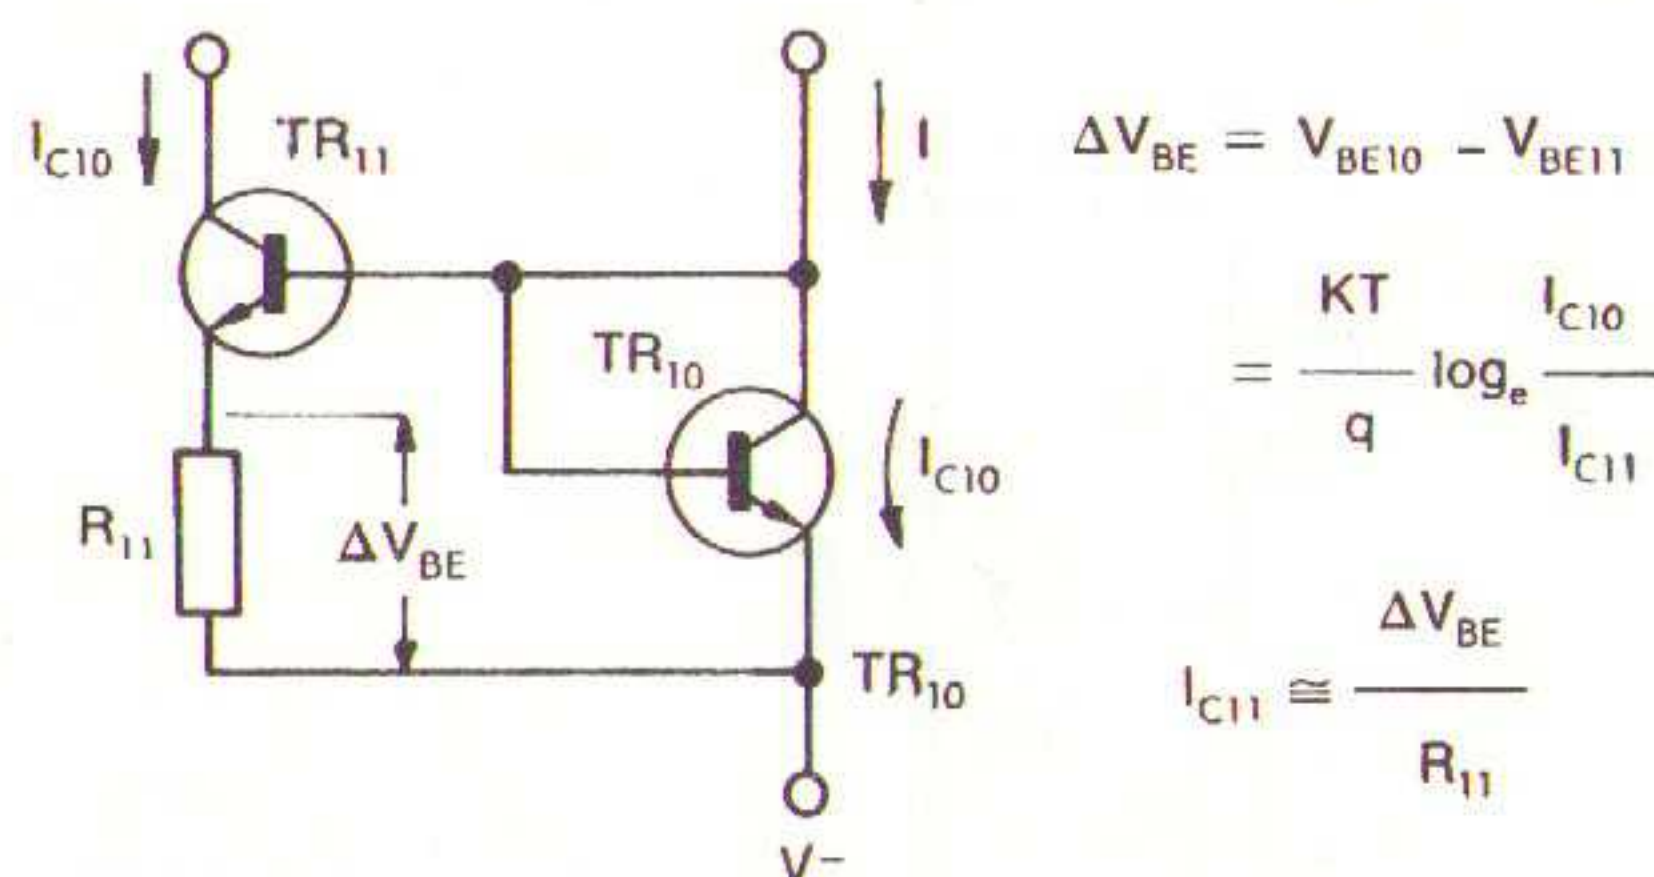 I_C10
TR_11
I
ΔV_BE = V_BE10 − V_BE11
= KT/q log_e I_C10/I_C11
TR_10
I_C10
R_11
ΔV_BE
TR_10
I_C11 ≅ ΔV_BE/R_11
V−